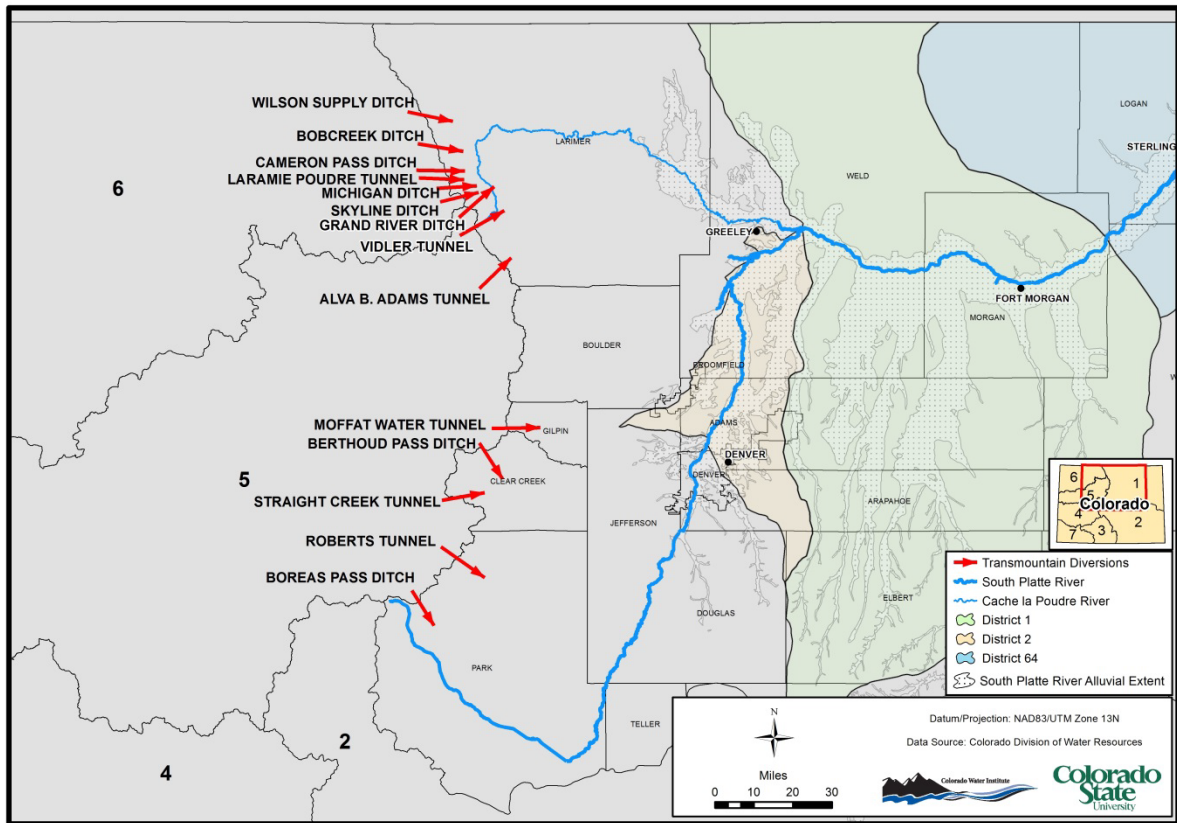 WILSON SUPPLY DITCH
BOBCREEK DITCH
CAMERON PASS DITCH
LARAMIE POUDRE TUNNEL
MICHIGAN DITCH
SKYLINE DITCH
GRAND RIVER DITCH
VIDLER TUNNEL
ALVA B. ADAMS TUNNEL
MOFFAT WATER TUNNEL
BERTHOUD PASS DITCH
STRAIGHT CREEK TUNNEL
ROBERTS TUNNEL
BOREAS PASS DITCH
6
5
4
2
LARIMER
WELD
LOGAN
STERLING
GREELEY
FORT MORGAN
MORGAN
BOULDER
BROOMFIELD
GILPIN
ADAMS
DENVER
DENVER
CLEAR CREEK
JEFFERSON
ARAPAHOE
ELBERT
DOUGLAS
PARK
TELLER
W
6
1
5
Colorado
4
2
3
7
Transmountain Diversions
South Platte River
Cache la Poudre River
District 1
District 2
District 64
South Platte River Alluvial Extent
N
Miles
0 5 10 20 30
Datum/Projection: NAD83/UTM Zone 13N
Data Source: Colorado Division of Water Resources
Colorado Water Institute
Colorado
State
University